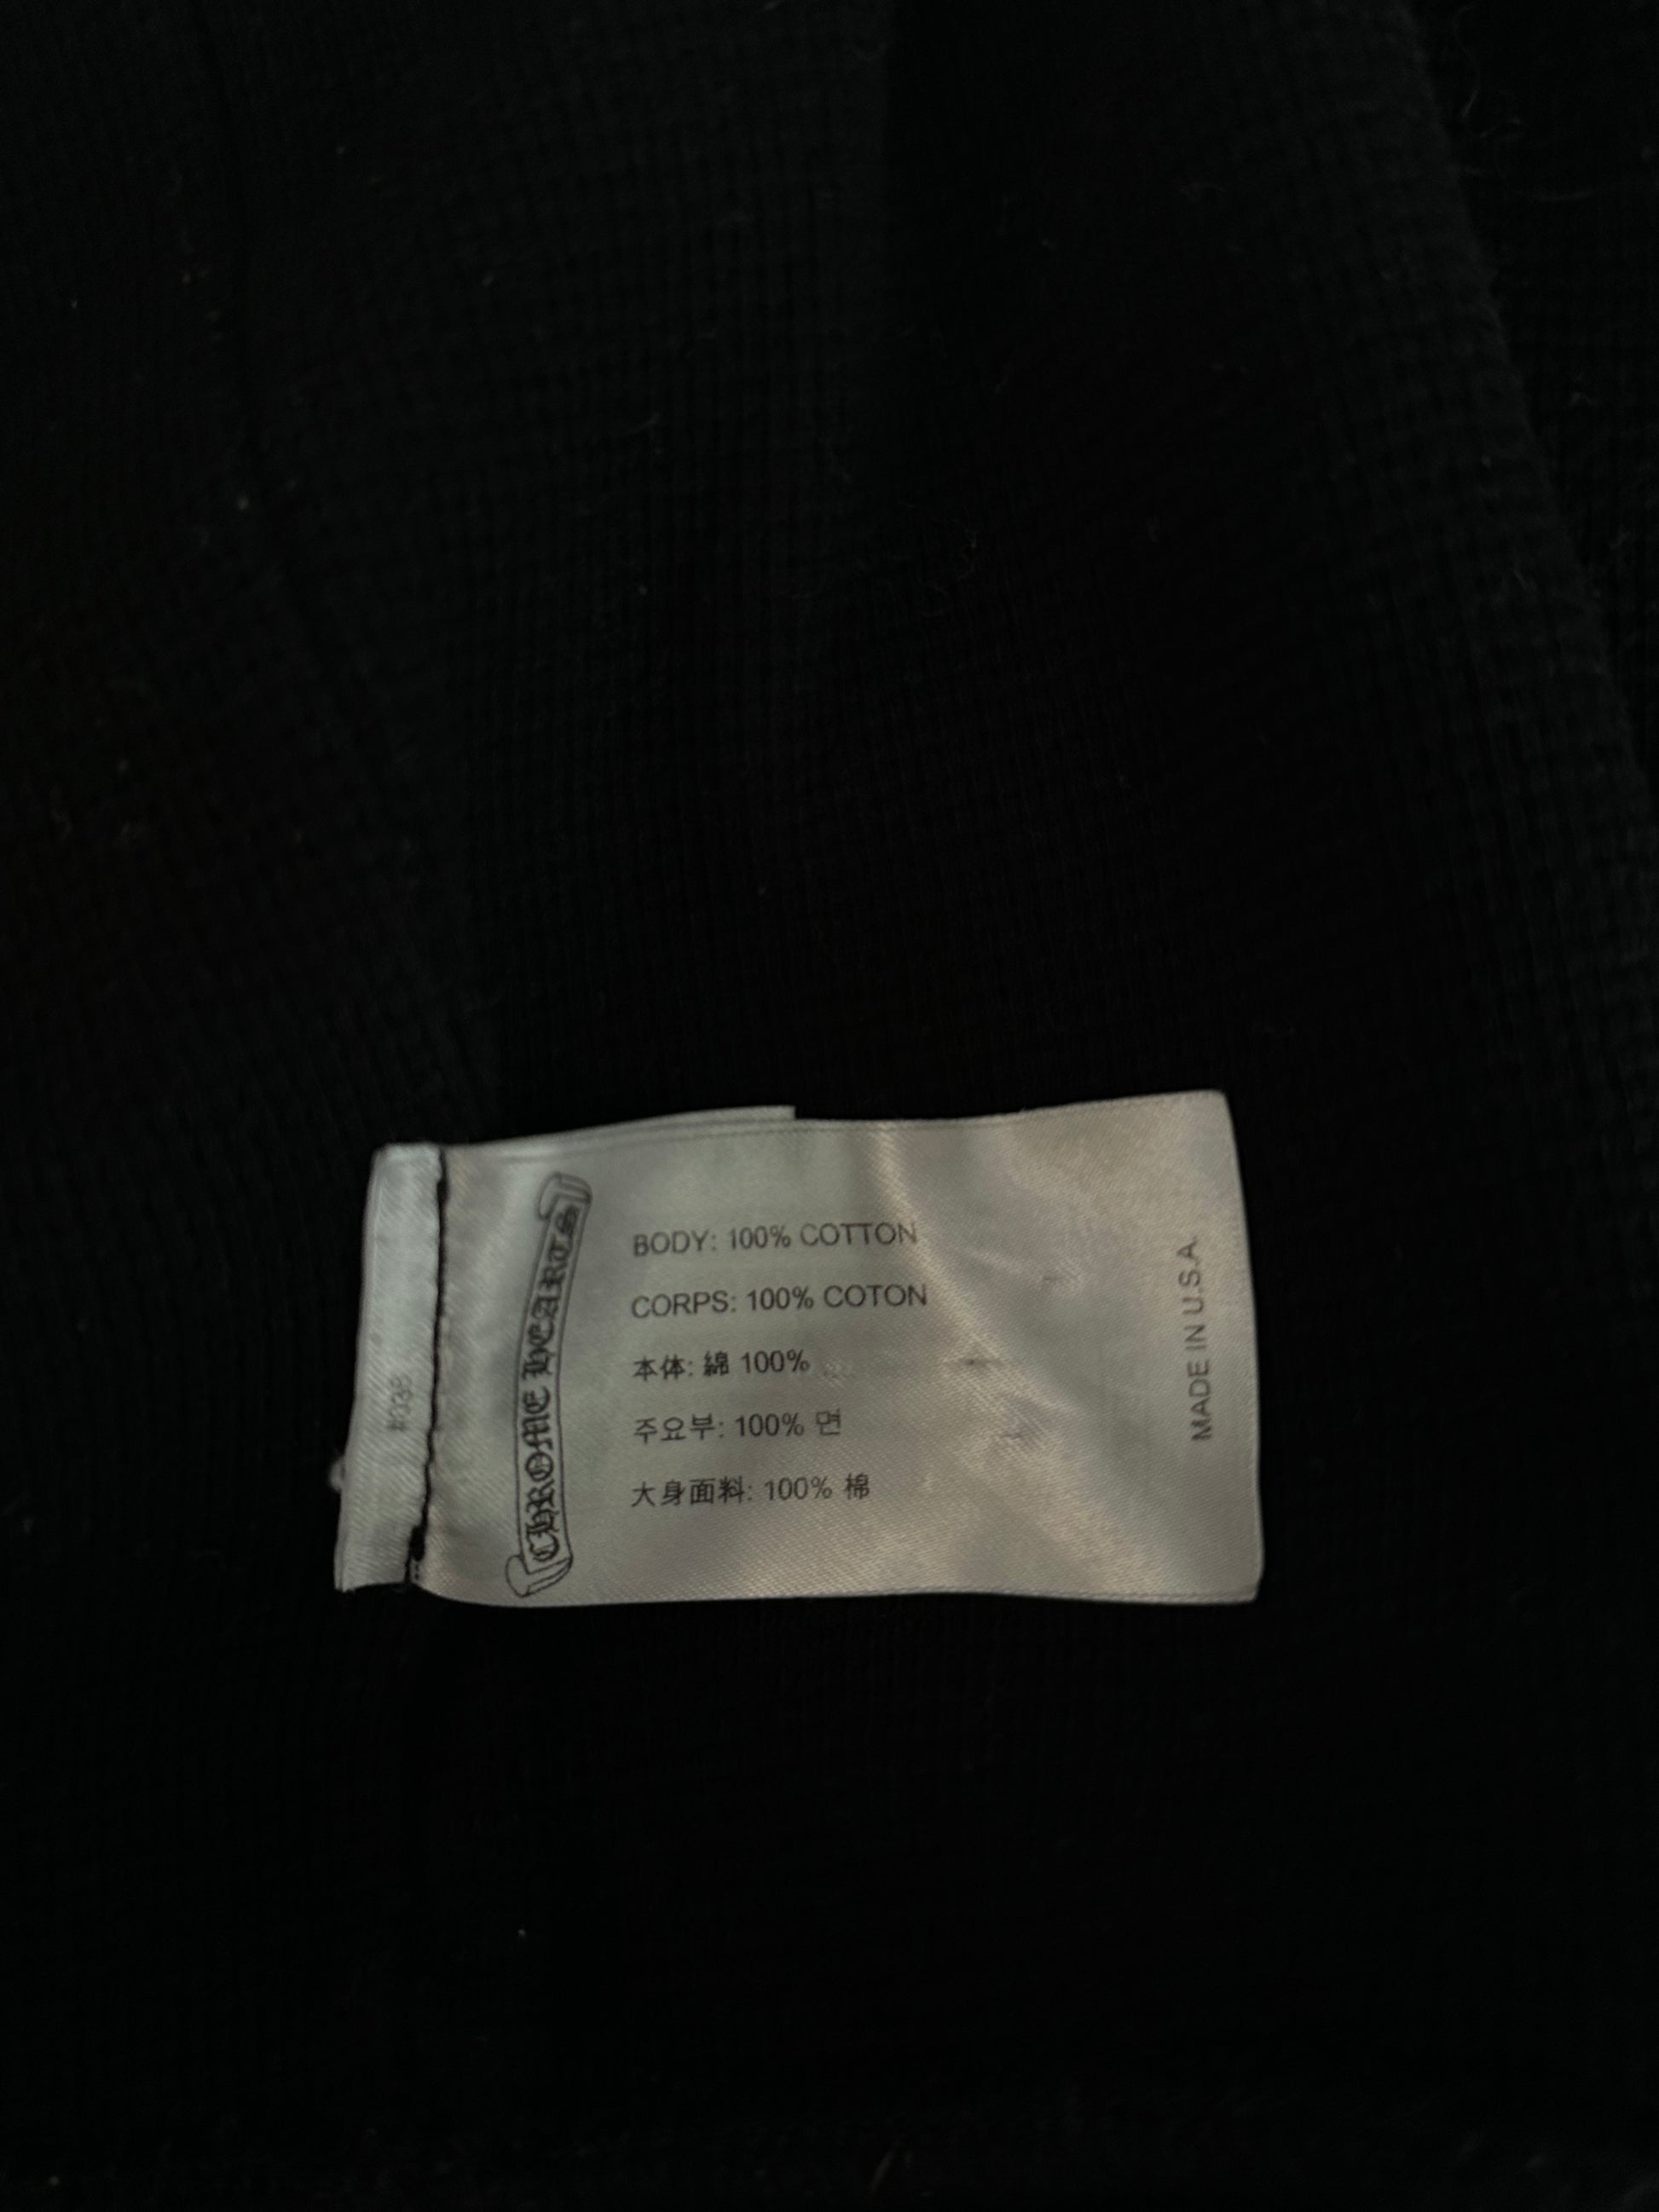 CHROME HEARTS
BODY: 100% COTTON
CORPS: 100% COTON
本体: 綿 100%
주요부: 100% 면
大身面料: 100% 棉
MADE IN U.S.A.